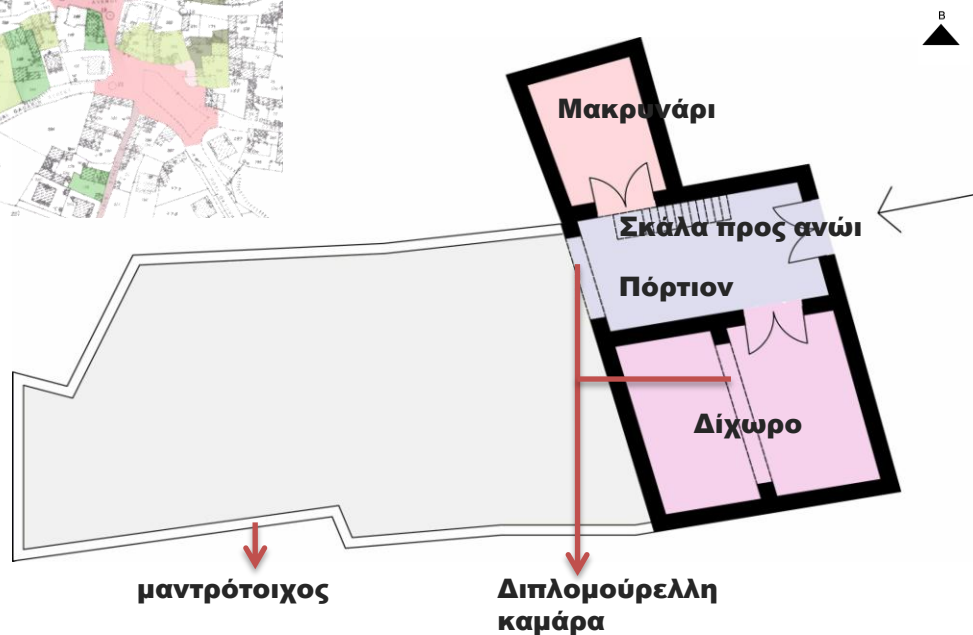 Β
Μακρυνάρι
Σκάλα προς ανώι
Πόρτιον
Δίχωρο
μαντρότοιχος
Διπλομούρελλη
καμάρα